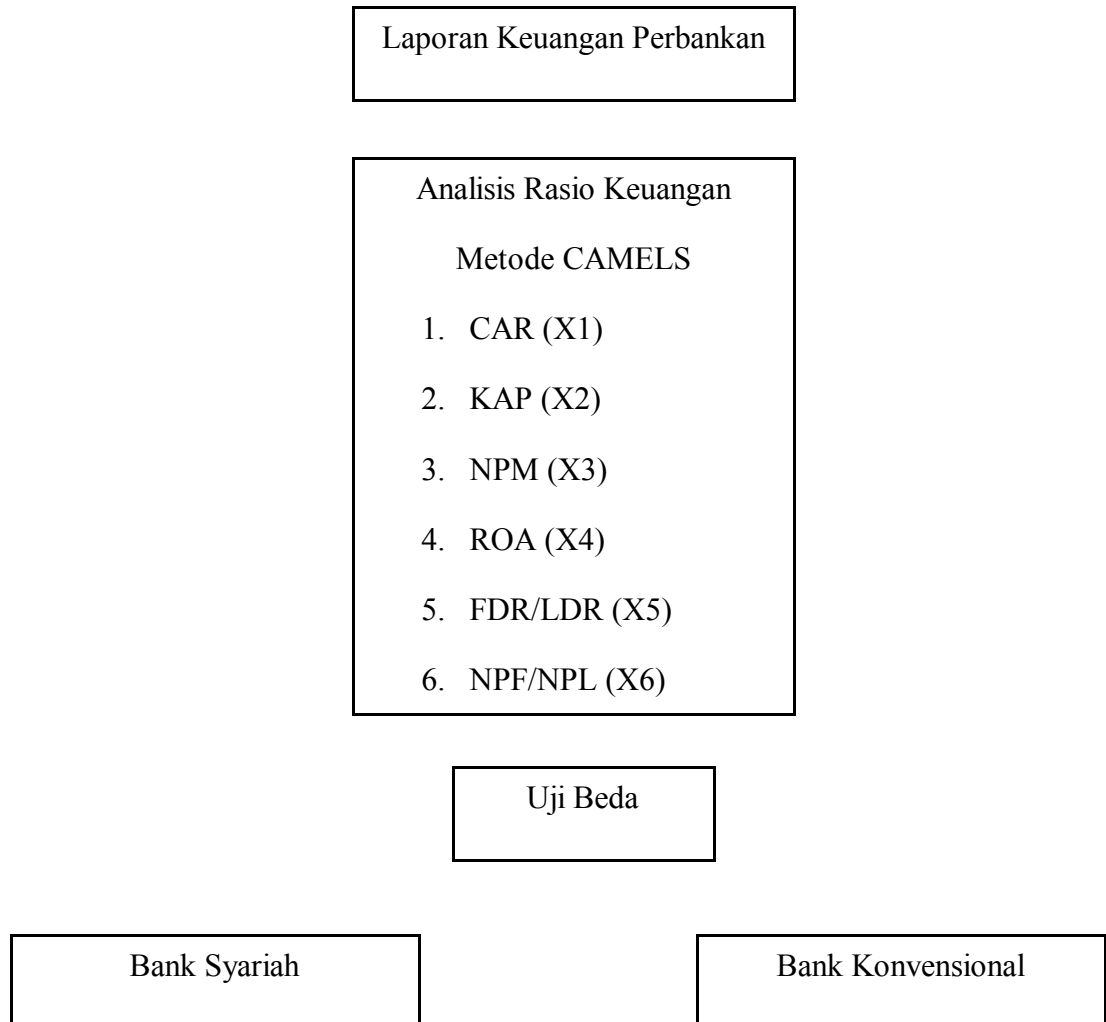 Laporan Keuangan Perbankan
Analisis Rasio Keuangan
Metode CAMELS
1. CAR (X1)
2. KAP (X2)
3. NPM (X3)
4. ROA (X4)
5. FDR/LDR (X5)
6. NPF/NPL (X6)
Uji Beda
Bank Syariah
Bank Konvensional